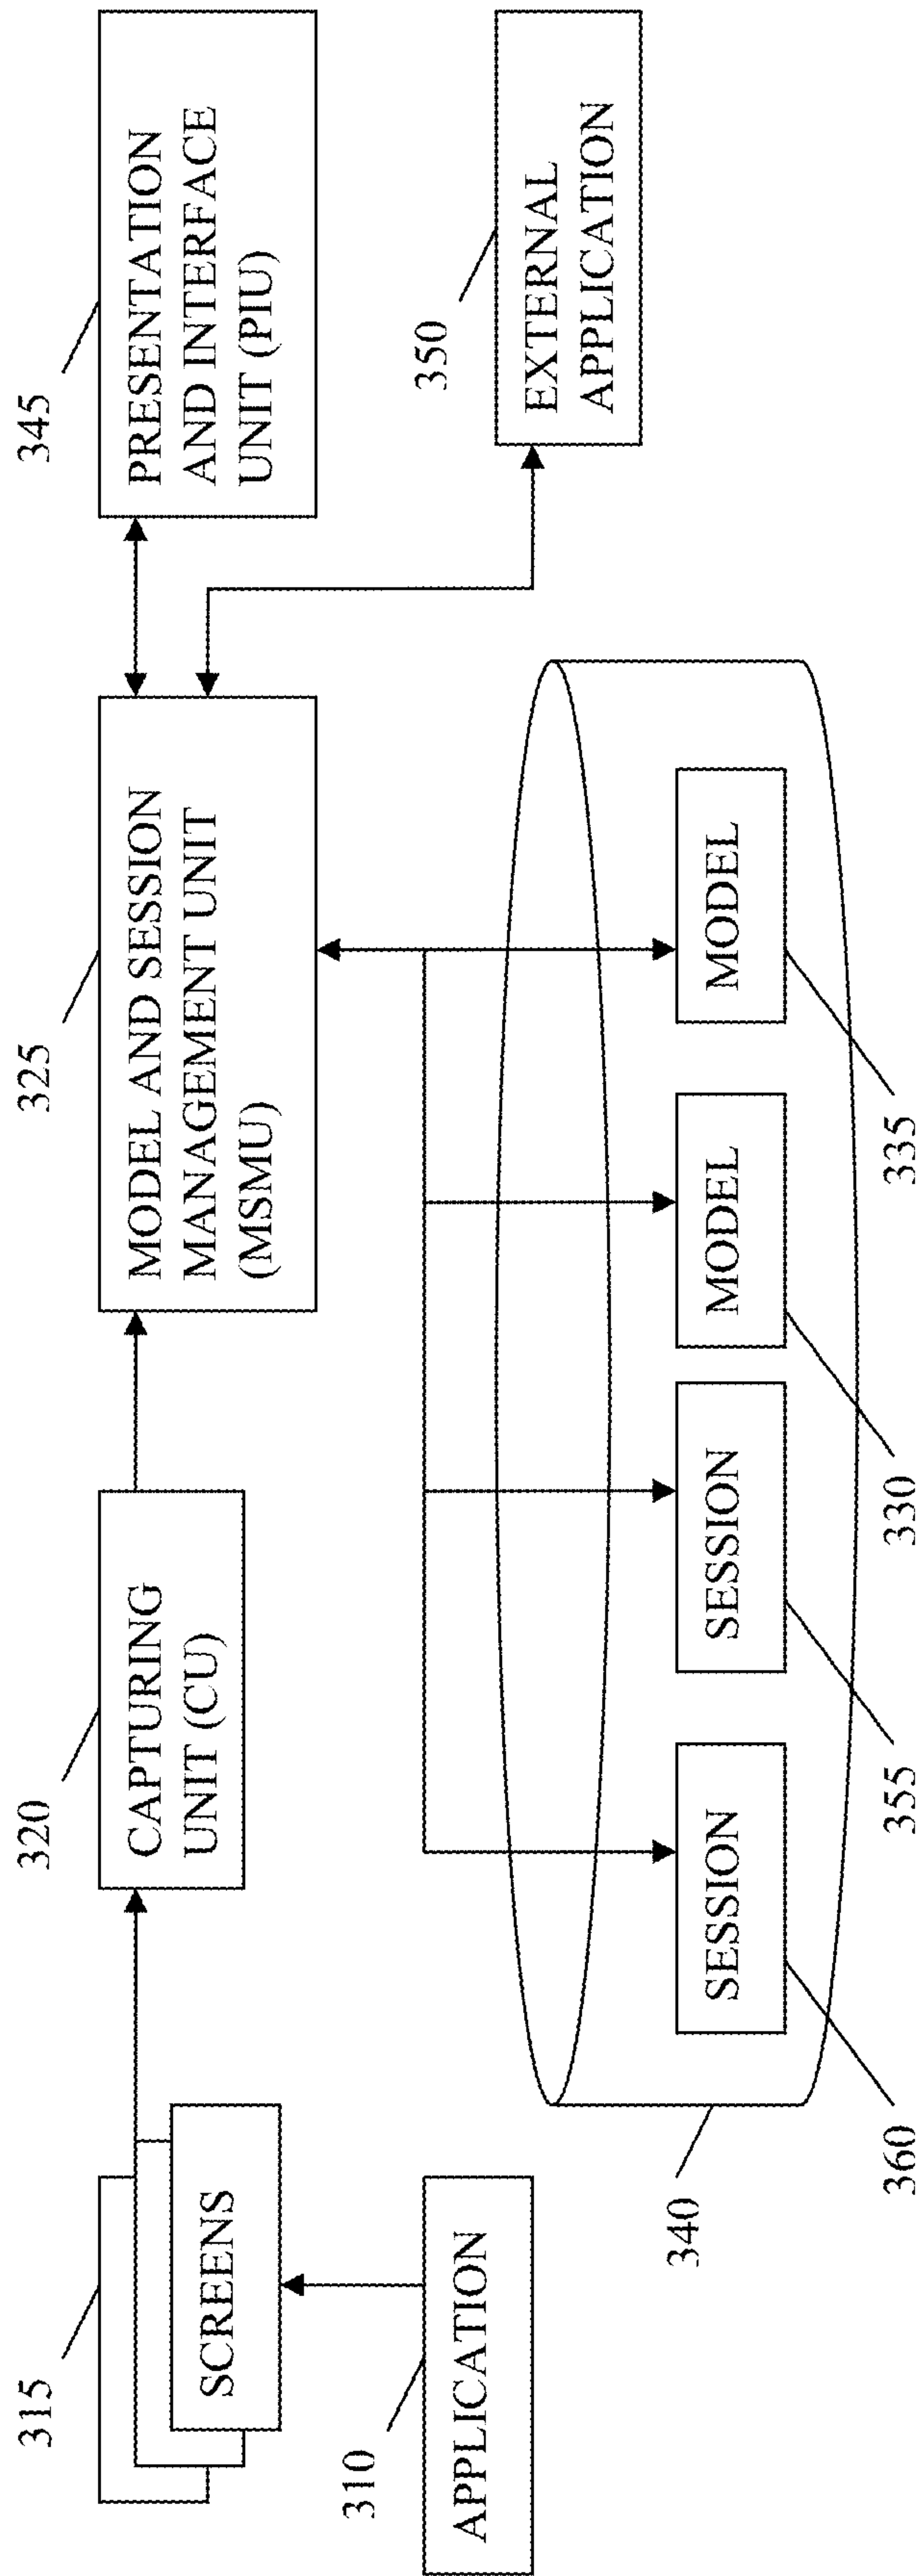 315
SCREENS
310
APPLICATION
320
CAPTURING
UNIT (CU)
325
MODEL AND SESSION
MANAGEMENT UNIT
(MSMU)
345
PRESENTATION
AND INTERFACE
UNIT (PIU)
350
EXTERNAL
APPLICATION
340
SESSION
360
SESSION
355
MODEL
330
MODEL
335